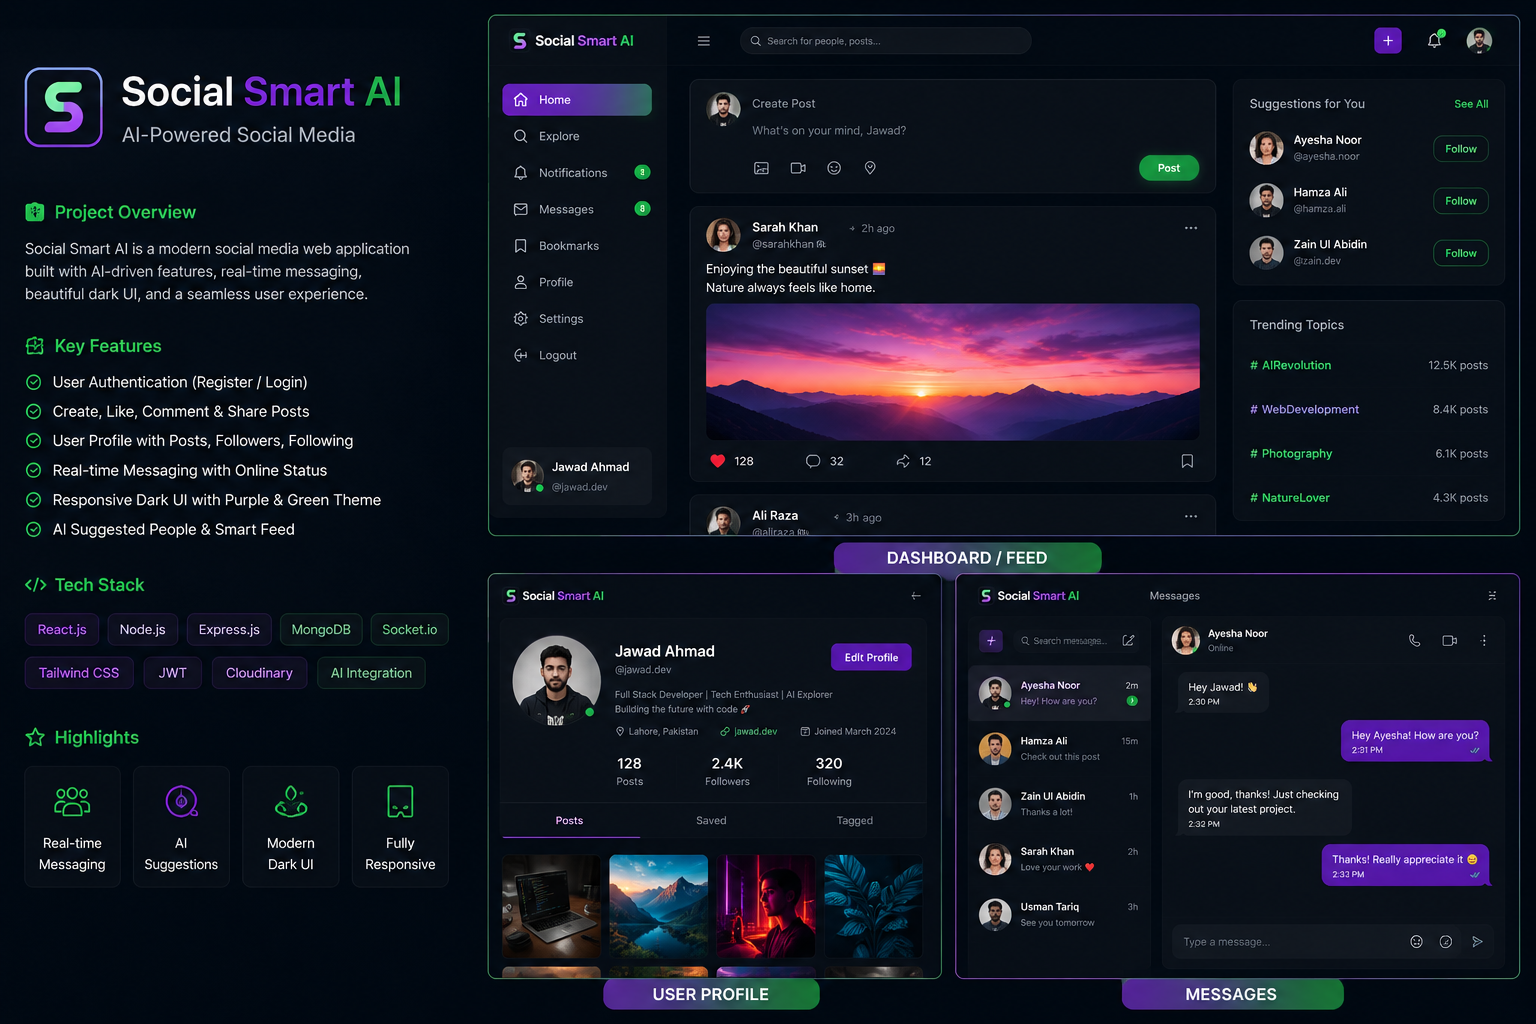 Social Smart AI
AI-Powered Social Media
Project Overview
Social Smart AI is a modern social media web application
built with AI-driven features, real-time messaging,
beautiful dark UI, and a seamless user experience.
Key Features
User Authentication (Register / Login)
Create, Like, Comment & Share Posts
User Profile with Posts, Followers, Following
Real-time Messaging with Online Status
Responsive Dark UI with Purple & Green Theme
AI Suggested People & Smart Feed
</> Tech Stack
React.js
Node.js
Express.js
MongoDB
Socket.io
Tailwind CSS
JWT
Cloudinary
AI Integration
Highlights
Real-time
Messaging
AI
Suggestions
Modern
Dark UI
Fully
Responsive
Social Smart AI
Search for people, posts...
Home
Explore
Notifications 3
Messages 8
Bookmarks
Profile
Settings
Logout
Jawad Ahmad
@jawad.dev
Create Post
What's on your mind, Jawad?
Post
Sarah Khan 2h ago
@sarahkhan
Enjoying the beautiful sunset 🌅
Nature always feels like home.
128 32 12
Ali Raza 3h ago
@aliraza
Suggestions for You See All
Ayesha Noor
@ayesha.noor
Follow
Hamza Ali
@hamza.ali
Follow
Zain Ul Abidin
@zain.dev
Follow
Trending Topics
# AIRevolution 12.5K posts
# WebDevelopment 8.4K posts
# Photography 6.1K posts
# NatureLover 4.3K posts
DASHBOARD / FEED
Social Smart AI
Jawad Ahmad
@jawad.dev
Edit Profile
Full Stack Developer | Tech Enthusiast | AI Explorer
Building the future with code 🚀
Lahore, Pakistan jawad.dev Joined March 2024
128 2.4K 320
Posts Followers Following
Posts Saved Tagged
USER PROFILE
Social Smart AI
Messages
Search messages...
Ayesha Noor 2m
Hey! How are you?
Hamza Ali 15m
Check out this post
Zain Ul Abidin 1h
Thanks a lot!
Sarah Khan 2h
Love your work ❤️
Usman Tariq 3h
See you tomorrow
Ayesha Noor
Online
Hey Jawad! 👋
2:30 PM
Hey Ayesha! How are you?
2:31 PM
I'm good, thanks! Just checking
out your latest project.
2:32 PM
Thanks! Really appreciate it 😊
2:33 PM
Type a message...
MESSAGES